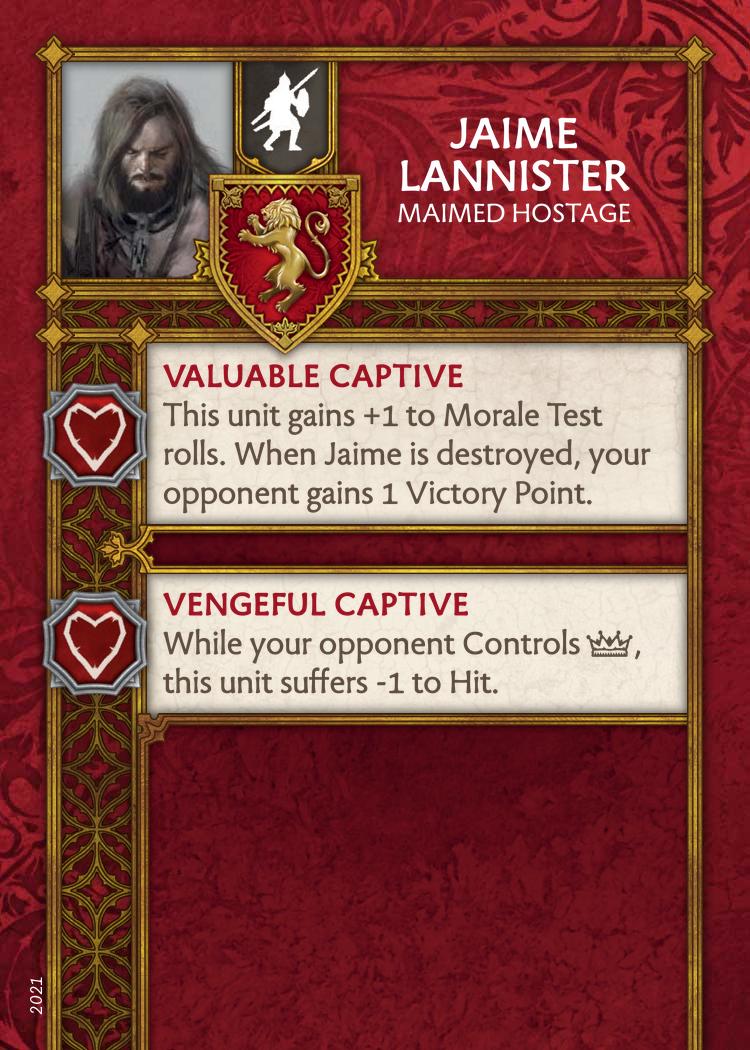 JAIME
LANNISTER
MAIMED HOSTAGE
VALUABLE CAPTIVE
This unit gains +1 to Morale Test
rolls. When Jaime is destroyed, your
opponent gains 1 Victory Point.
VENGEFUL CAPTIVE
While your opponent Controls ,
this unit suffers -1 to Hit.
2021